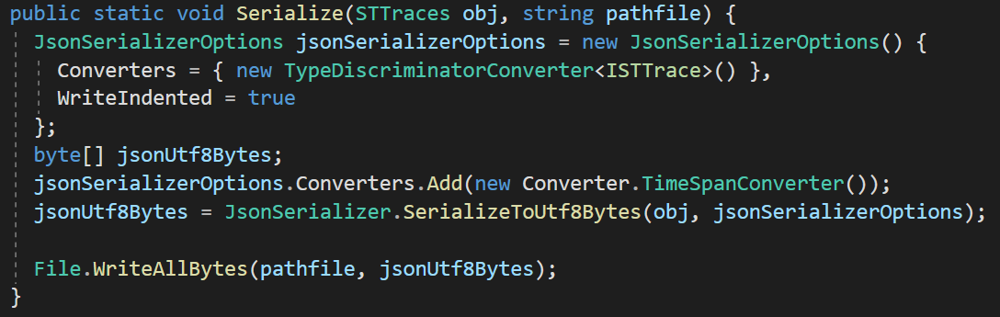 public static void Serialize(STTraces obj, string pathfile) {
JsonSerializerOptions jsonSerializerOptions = new JsonSerializerOptions() {
Converters = { new TypeDiscriminatorConverter<ISTTrace>() },
WriteIndented = true
};
byte[] jsonUtf8Bytes;
jsonSerializerOptions.Converters.Add(new Converter.TimeSpanConverter());
jsonUtf8Bytes = JsonSerializer.SerializeToUtf8Bytes(obj, jsonSerializerOptions);
File.WriteAllBytes(pathfile, jsonUtf8Bytes);
}